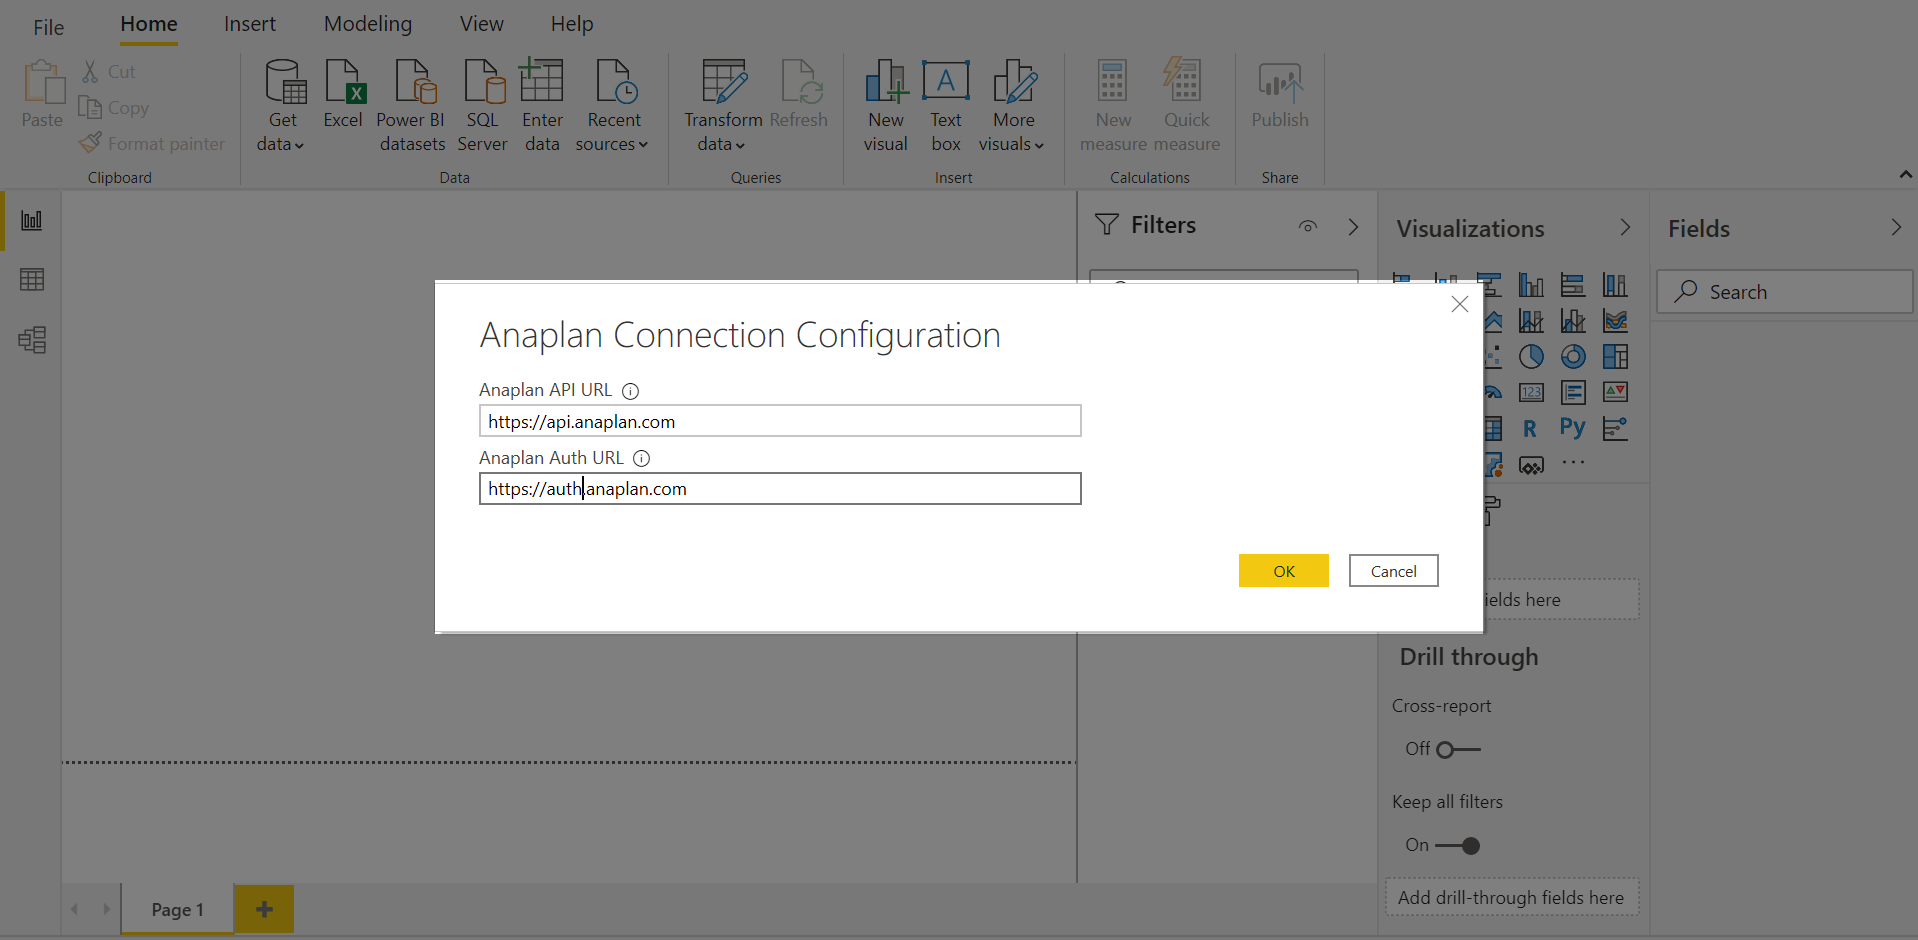 File Home Insert Modeling View Help
Paste
Cut
Copy
Format painter
Clipboard
Get
data
Excel
Power BI
datasets
SQL
Server
Enter
data
Recent
sources
Data
Transform
data
Refresh
Queries
New
visual
Text
box
More
visuals
Insert
New
measure
Quick
measure
Calculations
Publish
Share
Filters
Visualizations
Fields
Search
123
R
Py
...
Anaplan Connection Configuration
Anaplan API URL
https://api.anaplan.com
Anaplan Auth URL
https://auth.anaplan.com
OK
Cancel
ields here
Drill through
Cross-report
Off
Keep all filters
On
Add drill-through fields here
Page 1